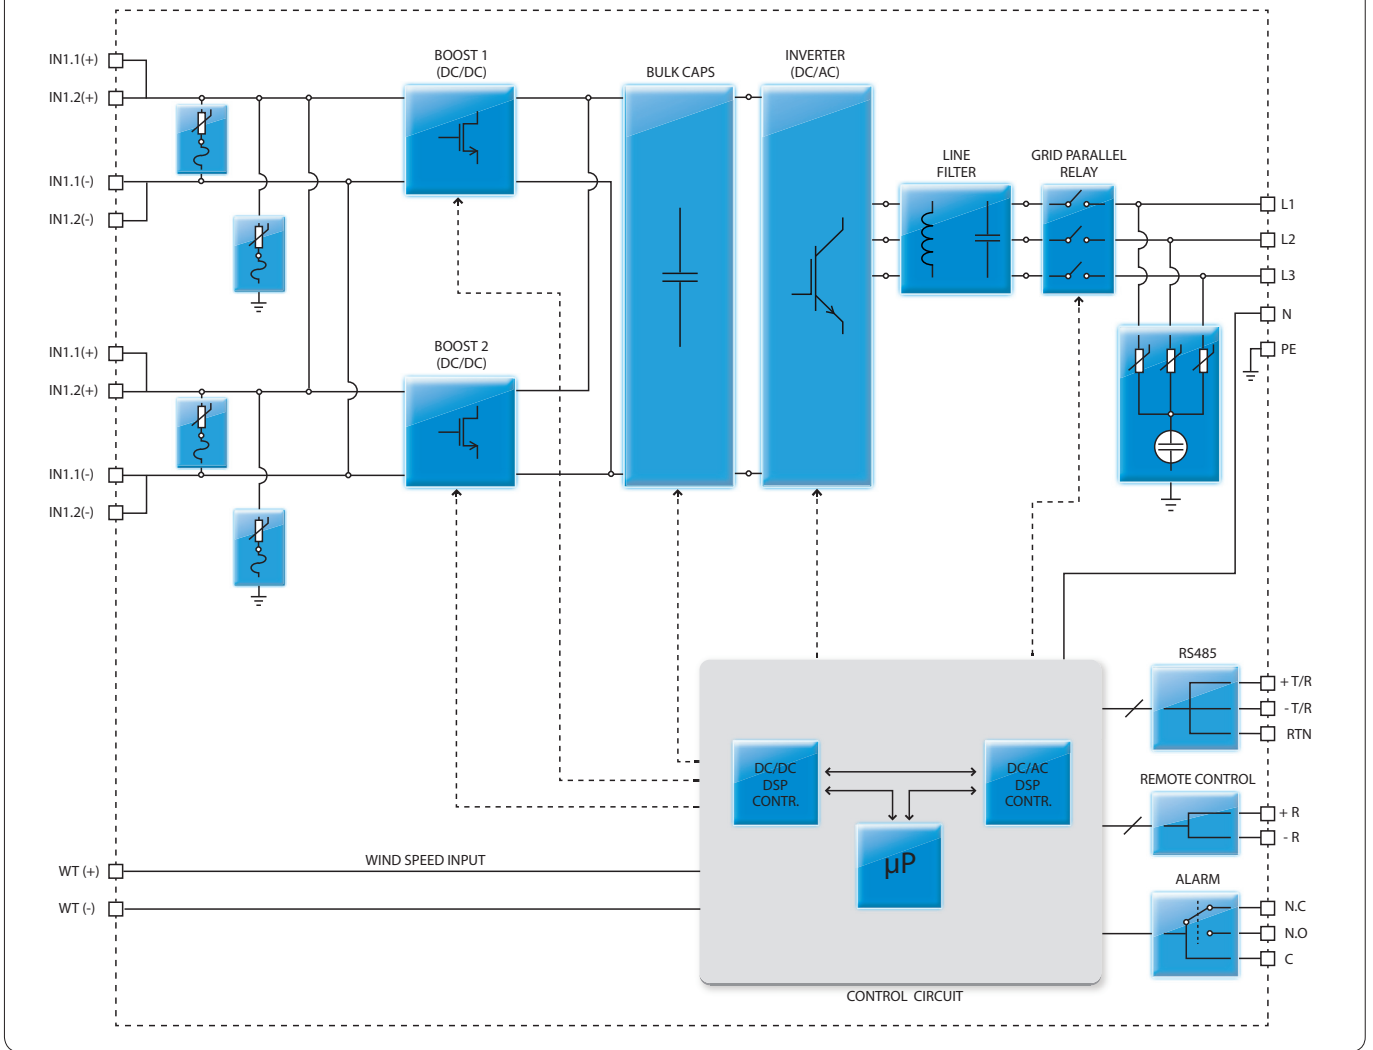 IN1.1(+)
IN1.2(+)
IN1.1(-)
IN1.2(-)
IN1.1(+)
IN1.2(+)
IN1.1(-)
IN1.2(-)
WT (+)
WT (-)
WIND SPEED INPUT
BOOST 1
(DC/DC)
BOOST 2
(DC/DC)
BULK CAPS
INVERTER
(DC/AC)
LINE
FILTER
GRID PARALLEL
RELAY
L1
L2
L3
N
PE
DC/DC
DSP
CONTR.
DC/AC
DSP
CONTR.
µP
CONTROL CIRCUIT
RS485
+ T/R
- T/R
RTN
REMOTE CONTROL
+ R
- R
ALARM
N.C
N.O
C